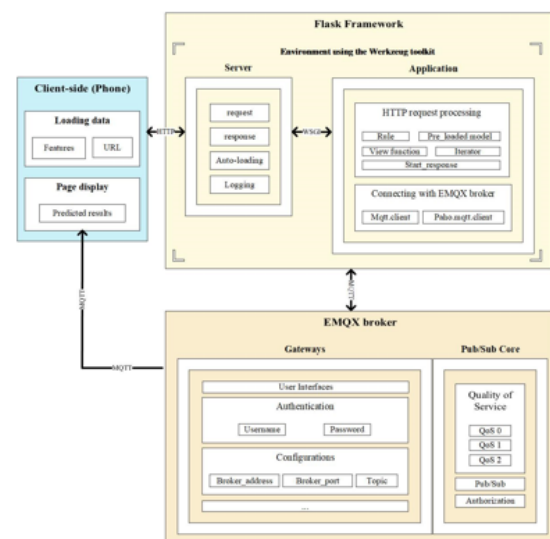 Flask Framework
Environment using the Werkzeug toolkit
Server
Application
Client-side (Phone)
Loading data
Features
URL
Page display
Predicted results
HTTP
request
response
Auto-loading
Logging
WSGI
HTTP request processing
Rule
Pre_loaded model
View function
Iterator
Start_response
Connecting with EMQX broker
Mqtt.client
Paho.mqtt.client
MQTT
MQTT
MQTT
EMQX broker
Gateways
Pub/Sub Core
User Interfaces
Authentication
Username
Password
Configurations
Broker_address
Broker_port
Topic
...
Quality of
Service
QoS 0
QoS 1
QoS 2
Pub/Sub
Authorization